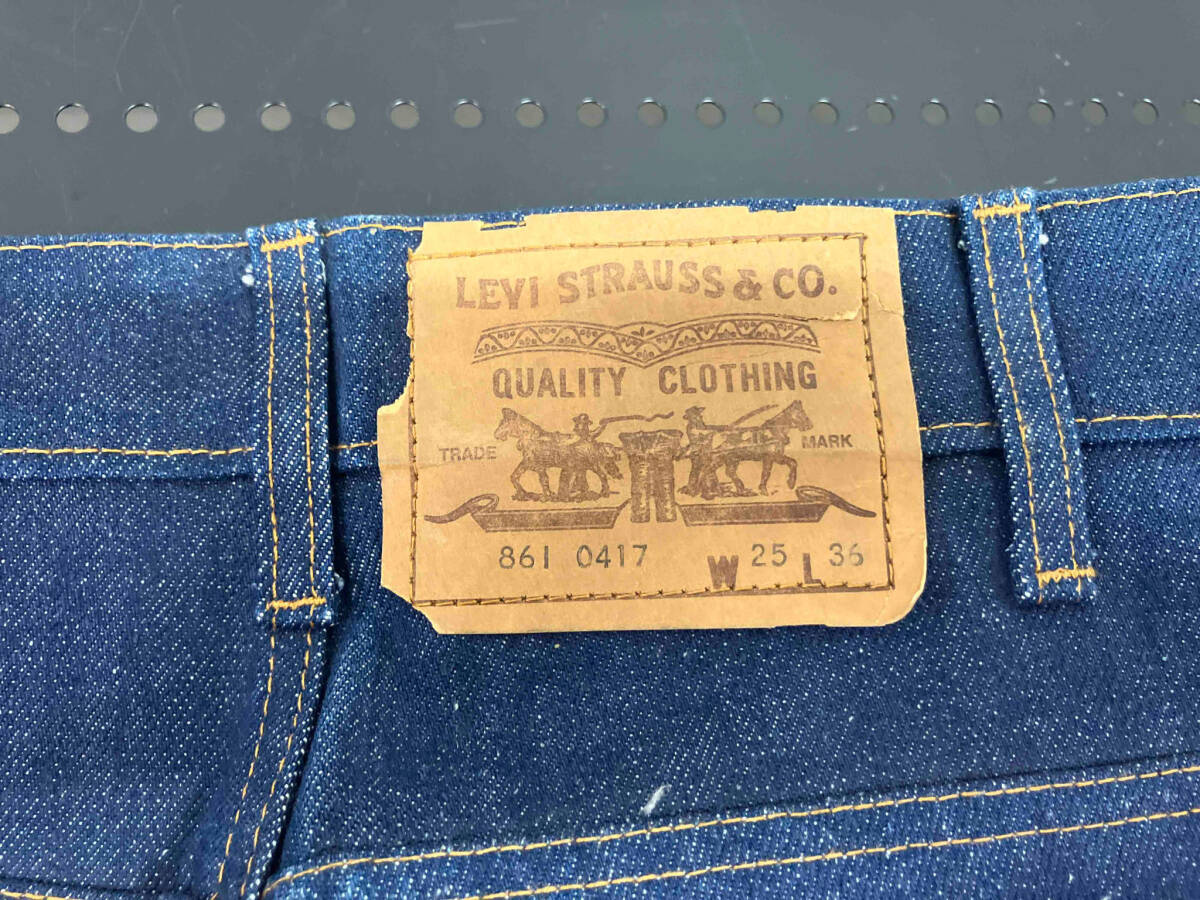 LEVI STRAUSS & CO.
QUALITY CLOTHING
TRADE MARK
861 0417 W 25 L 36